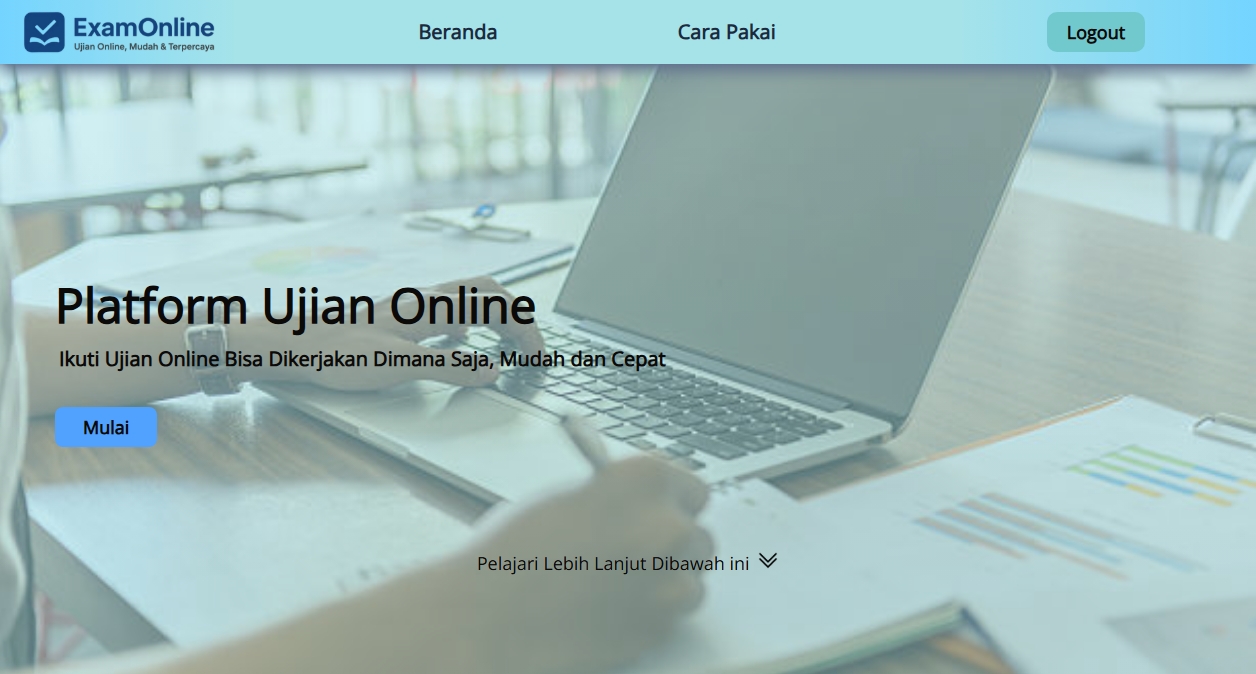 ExamOnline
Ujian Online, Mudah & Terpercaya
Beranda
Cara Pakai
Logout
Platform Ujian Online
Ikuti Ujian Online Bisa Dikerjakan Dimana Saja, Mudah dan Cepat
Mulai
Pelajari Lebih Lanjut Dibawah ini